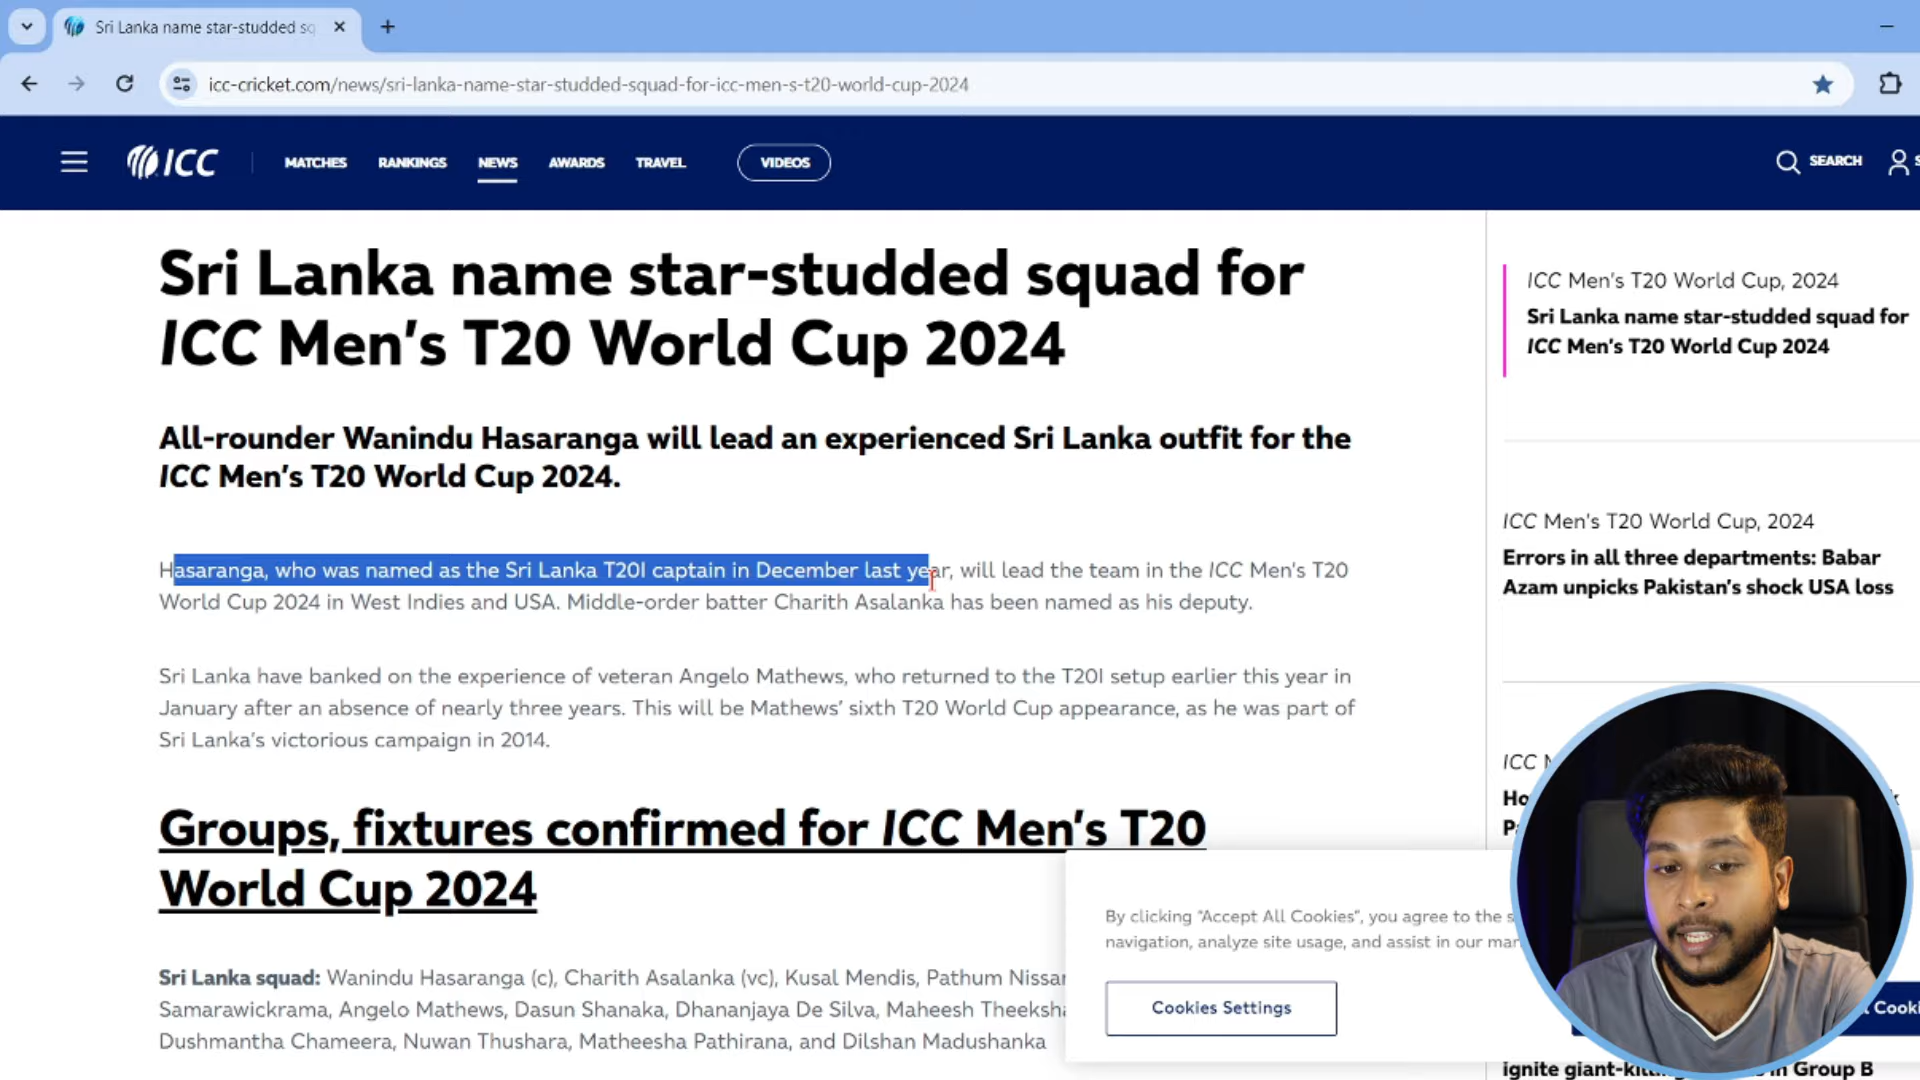 Sri Lanka name star-studded sq
icc-cricket.com/news/sri-lanka-name-star-studded-squad-for-icc-men-s-t20-world-cup-2024
ICC
MATCHES
RANKINGS
NEWS
AWARDS
TRAVEL
VIDEOS
SEARCH
S
Sri Lanka name star-studded squad for
ICC Men's T20 World Cup 2024
All-rounder Wanindu Hasaranga will lead an experienced Sri Lanka outfit for the
ICC Men's T20 World Cup 2024.
Hasaranga, who was named as the Sri Lanka T20I captain in December last year, will lead the team in the ICC Men's T20
World Cup 2024 in West Indies and USA. Middle-order batter Charith Asalanka has been named as his deputy.
Sri Lanka have banked on the experience of veteran Angelo Mathews, who returned to the T20I setup earlier this year in
January after an absence of nearly three years. This will be Mathews' sixth T20 World Cup appearance, as he was part of
Sri Lanka's victorious campaign in 2014.
Groups, fixtures confirmed for ICC Men's T20
World Cup 2024
Sri Lanka squad: Wanindu Hasaranga (c), Charith Asalanka (vc), Kusal Mendis, Pathum Nissan
Samarawickrama, Angelo Mathews, Dasun Shanaka, Dhananjaya De Silva, Maheesh Theeksha
Dushmantha Chameera, Nuwan Thushara, Matheesha Pathirana, and Dilshan Madushanka
ICC Men's T20 World Cup, 2024
Sri Lanka name star-studded squad for
ICC Men's T20 World Cup 2024
ICC Men's T20 World Cup, 2024
Errors in all three departments: Babar
Azam unpicks Pakistan's shock USA loss
ICC
By clicking “Accept All Cookies”, you agree to the s
navigation, analyze site usage, and assist in our mar
Cookies Settings
Cooki
ignite giant-kil
in Group B